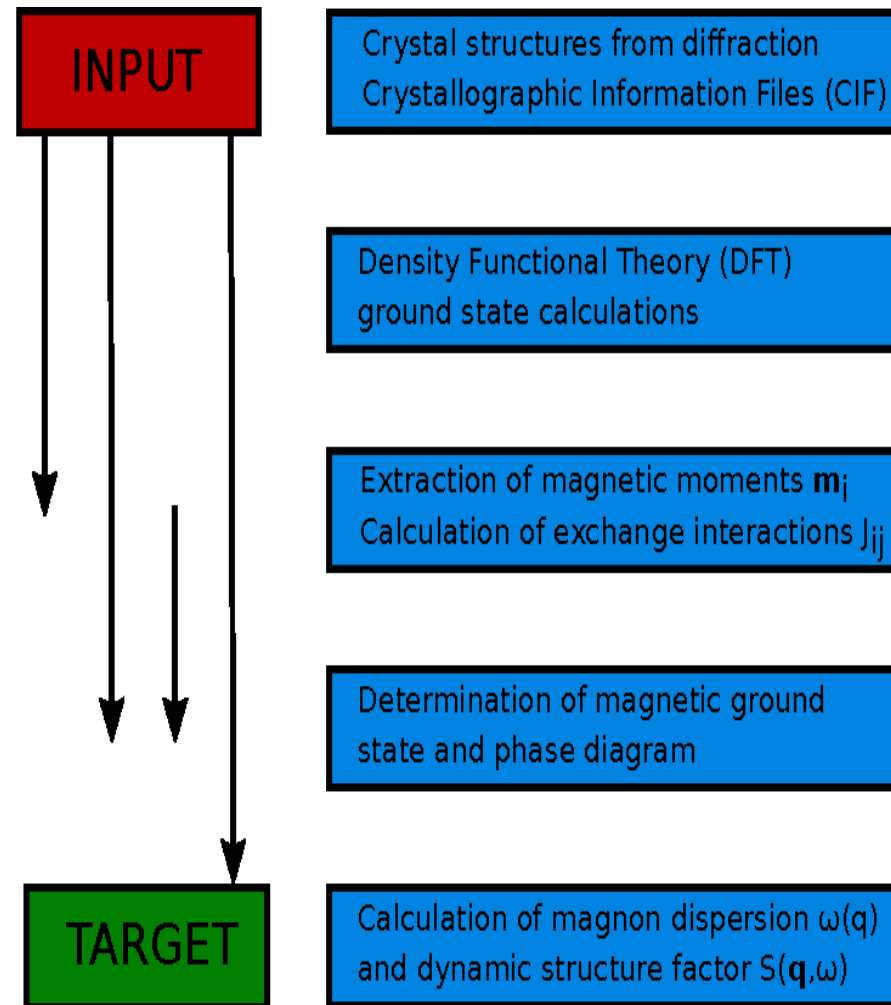 INPUT
Crystal structures from diffraction
Crystallographic Information Files (CIF)
Density Functional Theory (DFT)
ground state calculations
Extraction of magnetic moments mᵢ
Calculation of exchange interactions Jᵢⱼ
Determination of magnetic ground
state and phase diagram
TARGET
Calculation of magnon dispersion ω(q)
and dynamic structure factor S(q,ω)